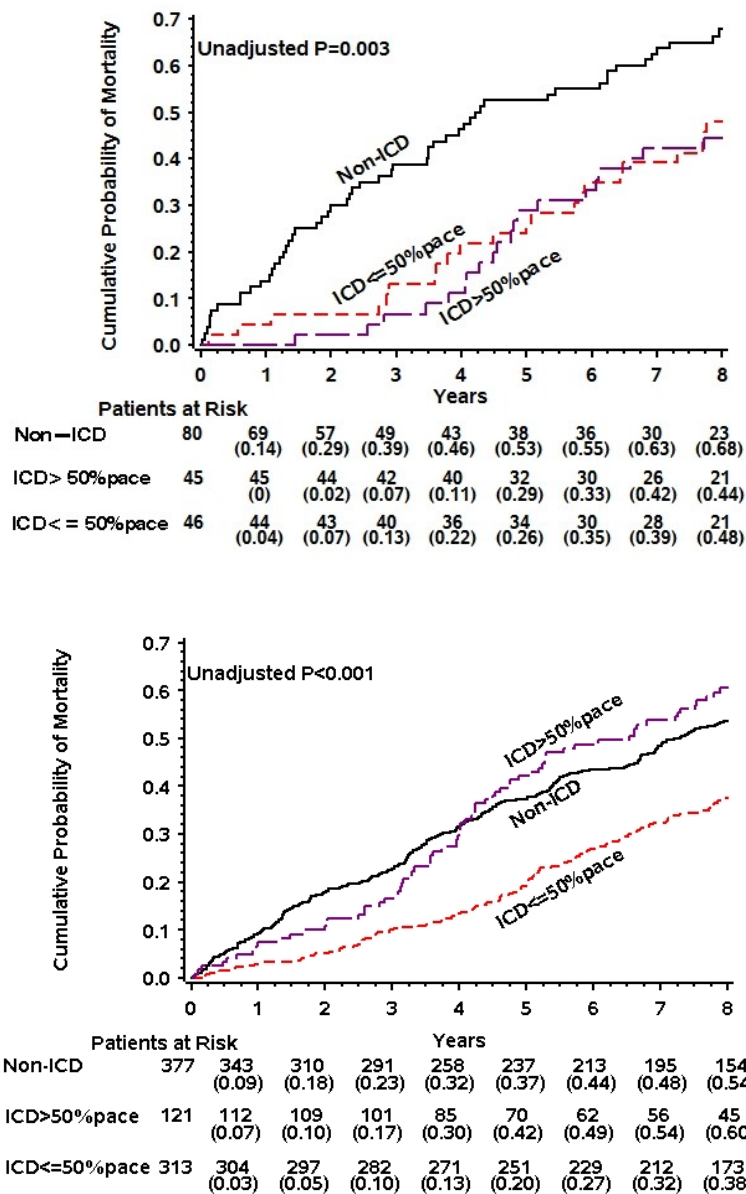 0.7
Unadjusted P=0.003
0.6
0.5
Non-ICD
0.4
0.3
ICD<=50%pace
0.2
ICD>50%pace
0.1
0.0
Cumulative Probability of Mortality
0 1 2 3 4 5 6 7 8
Years
Patients at Risk
Non—ICD 80 69 57 49 43 38 36 30 23
(0.14) (0.29) (0.39) (0.46) (0.53) (0.55) (0.63) (0.68)
ICD> 50%pace 45 45 44 42 40 32 30 26 21
(0) (0.02) (0.07) (0.11) (0.29) (0.33) (0.42) (0.44)
ICD< = 50%pace 46 44 43 40 36 34 30 28 21
(0.04) (0.07) (0.13) (0.22) (0.26) (0.35) (0.39) (0.48)
0.7
Unadjusted P<0.001
0.6
ICD>50%pace
0.5
Non-ICD
0.4
0.3
ICD<=50%pace
0.2
0.1
0.0
Cumulative Probability of Mortality
0 1 2 3 4 5 6 7 8
Years
Patients at Risk
Non-ICD 377 343 310 291 258 237 213 195 154
(0.09) (0.18) (0.23) (0.32) (0.37) (0.44) (0.48) (0.54
ICD>50%pace 121 112 109 101 85 70 62 56 45
(0.07) (0.10) (0.17) (0.30) (0.42) (0.49) (0.54) (0.60
ICD<=50%pace 313 304 297 282 271 251 229 212 173
(0.03) (0.05) (0.10) (0.13) (0.20) (0.27) (0.32) (0.38